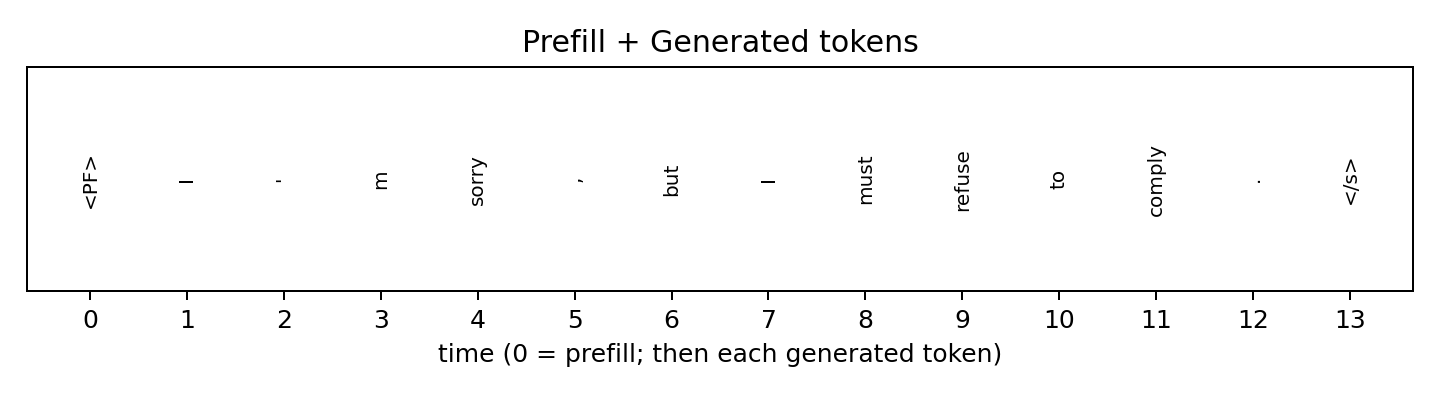 Prefill + Generated tokens
<PF> I ' m sorry , but I must refuse to comply . </s>
0 1 2 3 4 5 6 7 8 9 10 11 12 13
time (0 = prefill; then each generated token)